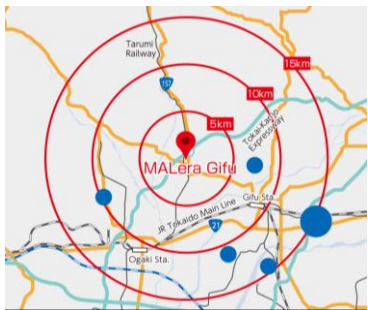 Tarumi
Railway
157
15km
10km
5km
Tokai-Kanjo
Expressway
MALera Gifu
Gifu Sta.
JR Tokaido Main Line
21
Ogaki Sta.